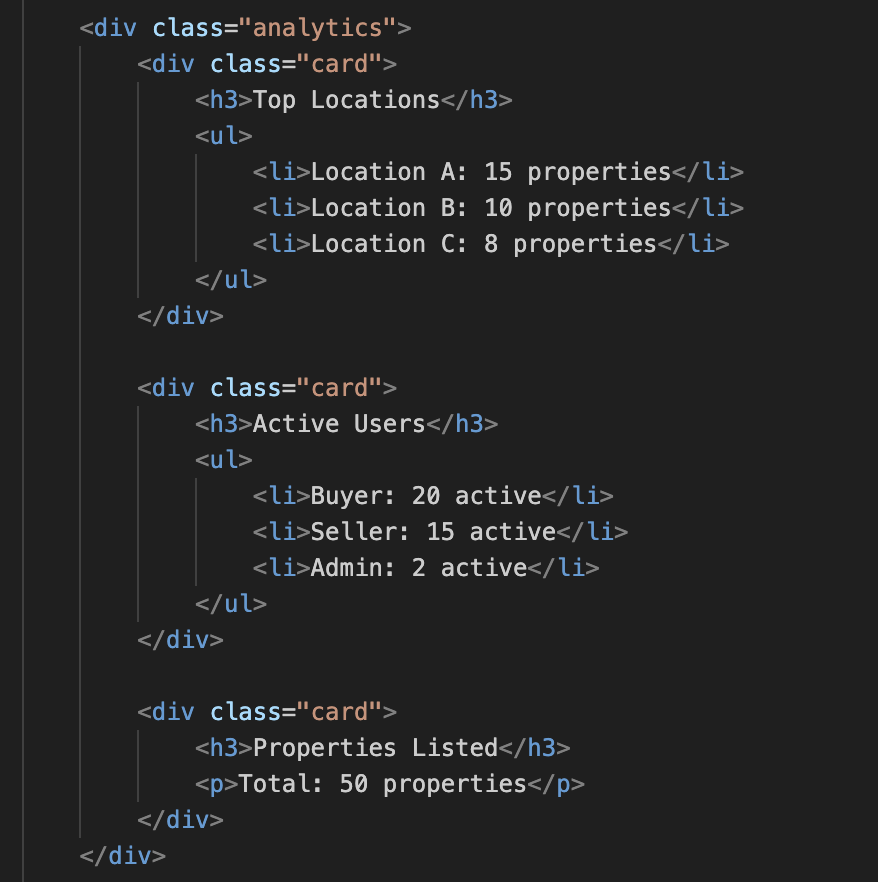 <div class="analytics">
<div class="card">
<h3>Top Locations</h3>
<ul>
<li>Location A: 15 properties</li>
<li>Location B: 10 properties</li>
<li>Location C: 8 properties</li>
</ul>
</div>
<div class="card">
<h3>Active Users</h3>
<ul>
<li>Buyer: 20 active</li>
<li>Seller: 15 active</li>
<li>Admin: 2 active</li>
</ul>
</div>
<div class="card">
<h3>Properties Listed</h3>
<p>Total: 50 properties</p>
</div>
</div>